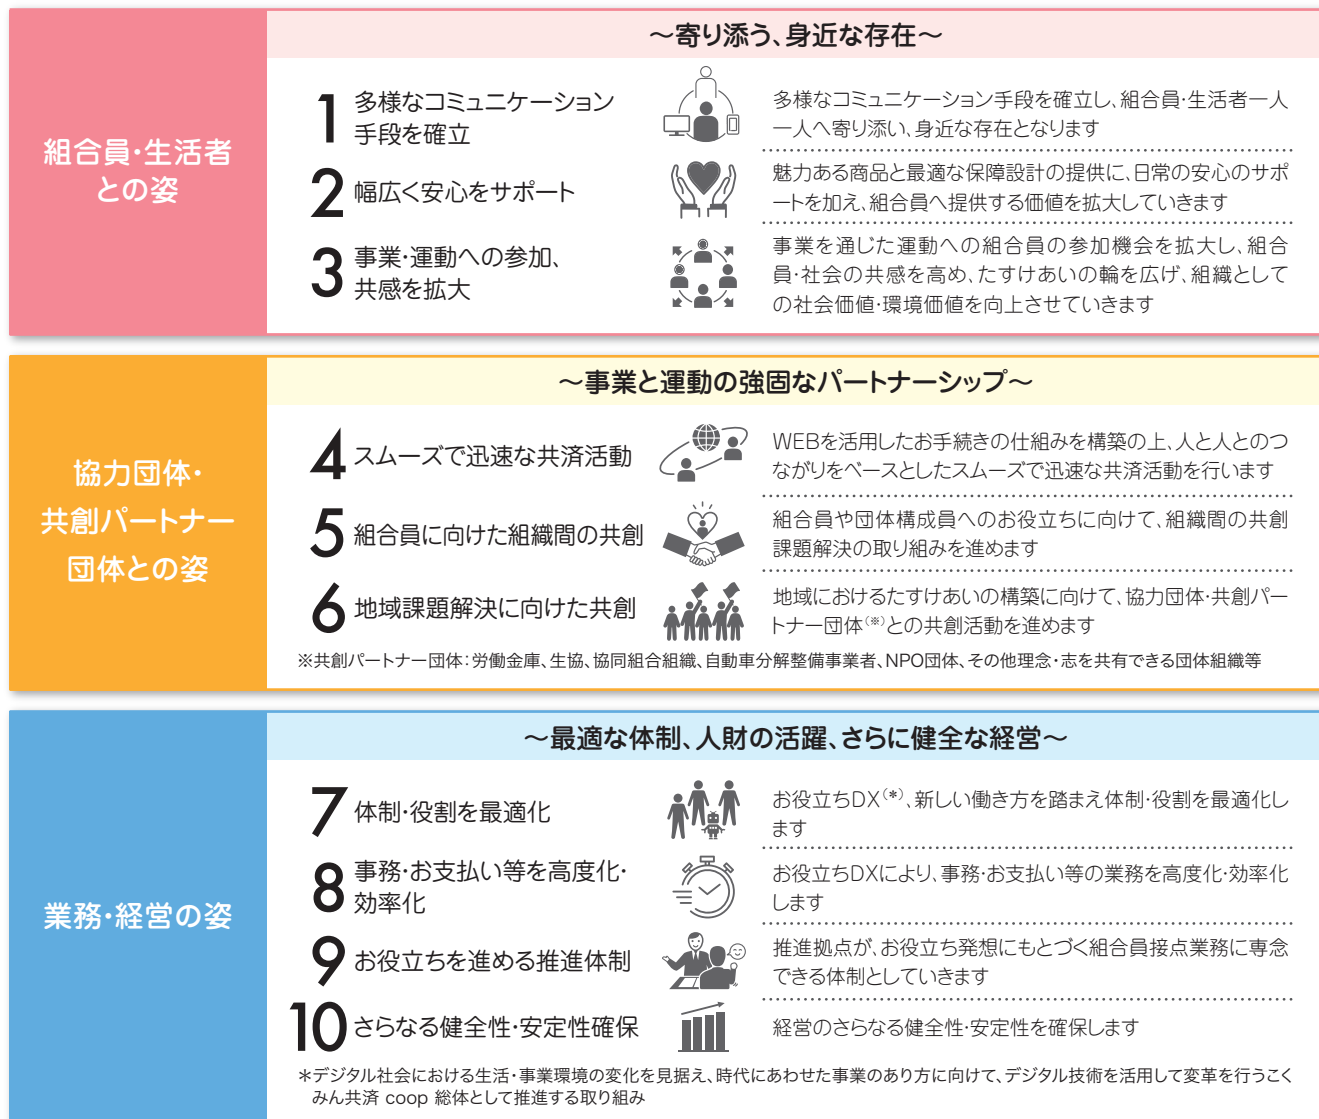 組合員・生活者
との姿
～寄り添う、身近な存在～
1 多様なコミュニケーション
手段を確立
多様なコミュニケーション手段を確立し、組合員・生活者一人
一人へ寄り添い、身近な存在となります
2 幅広く安心をサポート
魅力ある商品と最適な保障設計の提供に、日常の安心のサポ
ートを加え、組合員へ提供する価値を拡大していきます
3 事業・運動への参加、
共感を拡大
事業を通じた運動への組合員の参加機会を拡大し、組合
員・社会の共感を高め、たすけあいの輪を広げ、組織として
の社会価値・環境価値を向上させていきます
協力団体・
共創パートナー
団体との姿
～事業と運動の強固なパートナーシップ～
4 スムーズで迅速な共済活動
WEBを活用したお手続きの仕組みを構築の上、人と人とのつ
ながりをベースとしたスムーズで迅速な共済活動を行います
5 組合員に向けた組織間の共創
組合員や団体構成員へのお役立ちに向けて、組織間の共創
課題解決の取り組みを進めます
6 地域課題解決に向けた共創
地域におけるたすけあいの構築に向けて、協力団体・共創パー
トナー団体(※)との共創活動を進めます
※共創パートナー団体：労働金庫、生協、協同組合組織、自動車分解整備事業者、NPO団体、その他理念・志を共有できる団体組織等
業務・経営の姿
～最適な体制、人財の活躍、さらに健全な経営～
7 体制・役割を最適化
お役立ちDX(*)、新しい働き方を踏まえ体制・役割を最適化し
ます
8 事務・お支払い等を高度化・
効率化
お役立ちDXにより、事務・お支払い等の業務を高度化・効率化
します
9 お役立ちを進める推進体制
推進拠点が、お役立ち発想にもとづく組合員接点業務に専念
できる体制としていきます
10 さらなる健全性・安定性確保
経営のさらなる健全性・安定性を確保します
＊デジタル社会における生活・事業環境の変化を見据え、時代にあわせた事業のあり方に向けて、デジタル技術を活用して変革を行うこく
みん共済 coop 総体として推進する取り組み